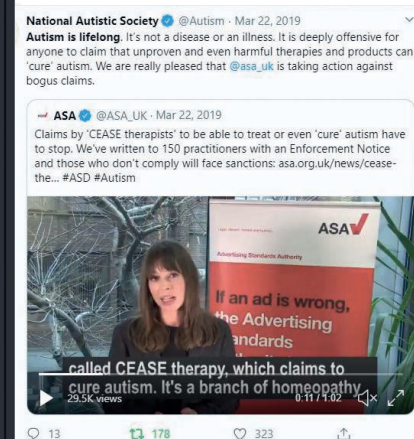 National Autistic Society @Autism · Mar 22, 2019
Autism is lifelong. It's not a disease or an illness. It is deeply offensive for
anyone to claim that unproven and even harmful therapies and products can
'cure' autism. We are really pleased that @asa_uk is taking action against
bogus claims.
ASA @ASA_UK · Mar 22, 2019
Claims by 'CEASE therapists' to be able to treat or even 'cure' autism have
to stop. We've written to 150 practitioners with an Enforcement Notice
and those who don't comply will face sanctions: asa.org.uk/news/cease-
the... #ASD #Autism
ASA
Advertising Standards Authority
If an ad is wrong,
the Advertising
andards
called CEASE therapy, which claims to
cure autism. It's a branch of homeopathy
29.5K views
0:11 / 1:02
13
178
323